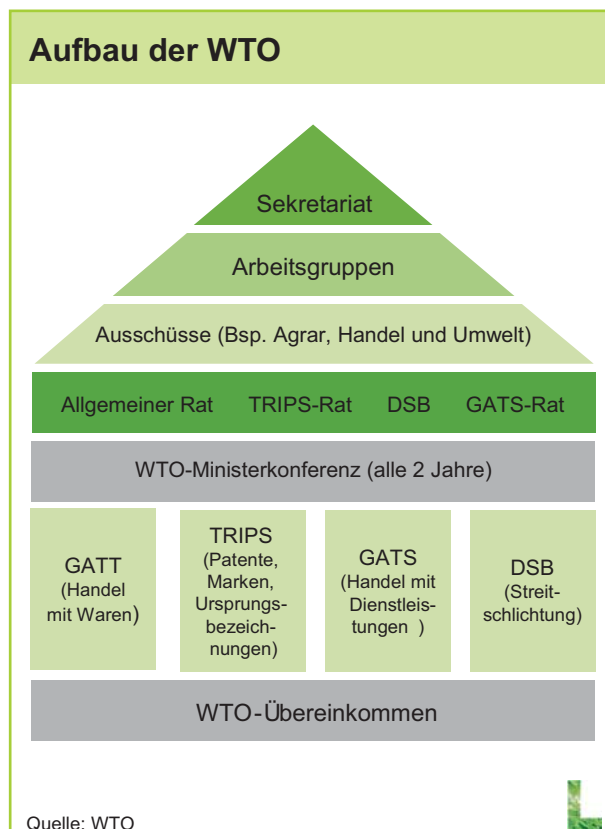 Aufbau der WTO
Sekretariat
Arbeitsgruppen
Ausschüsse (Bsp. Agrar, Handel und Umwelt)
Allgemeiner Rat TRIPS-Rat DSB GATS-Rat
WTO-Ministerkonferenz (alle 2 Jahre)
GATT
(Handel
mit Waren)
TRIPS
(Patente,
Marken,
Ursprungs-
bezeich-
nungen)
GATS
(Handel mit
Dienstleis-
tungen )
DSB
(Streit-
schlichtung)
WTO-Übereinkommen
Quelle: WTO